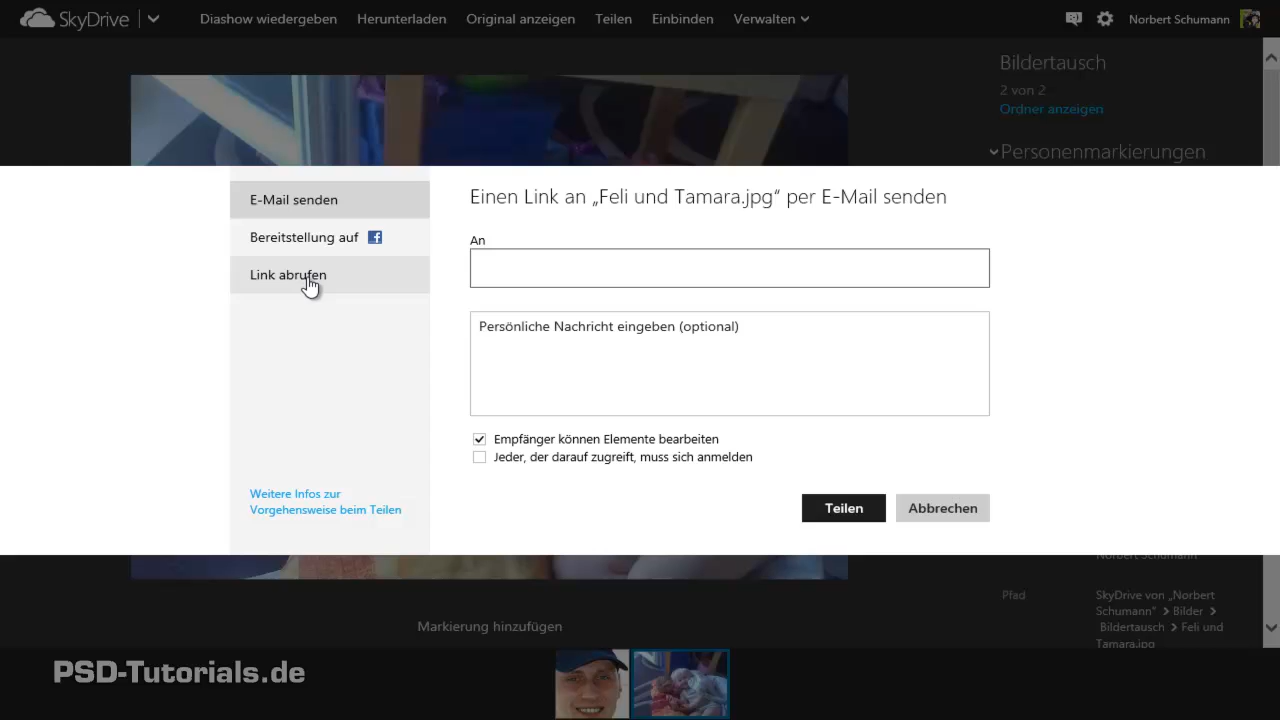 SkyDrive
Diashow wiedergeben
Herunterladen
Original anzeigen
Teilen
Einbinden
Verwalten
Norbert Schumann
Bildertausch
2 von 2
Ordner anzeigen
Personenmarkierungen
E-Mail senden
Bereitstellung auf
Link abrufen
Weitere Infos zur
Vorgehensweise beim Teilen
Einen Link an „Feli und Tamara.jpg“ per E-Mail senden
An
Persönliche Nachricht eingeben (optional)
Empfänger können Elemente bearbeiten
Jeder, der darauf zugreift, muss sich anmelden
Teilen
Abbrechen
Norbert Schumann
Pfad
SkyDrive von „Norbert
Schumann“ > Bilder >
Bildertausch > Feli und
Tamara.jpg
Markierung hinzufügen
PSD-Tutorials.de